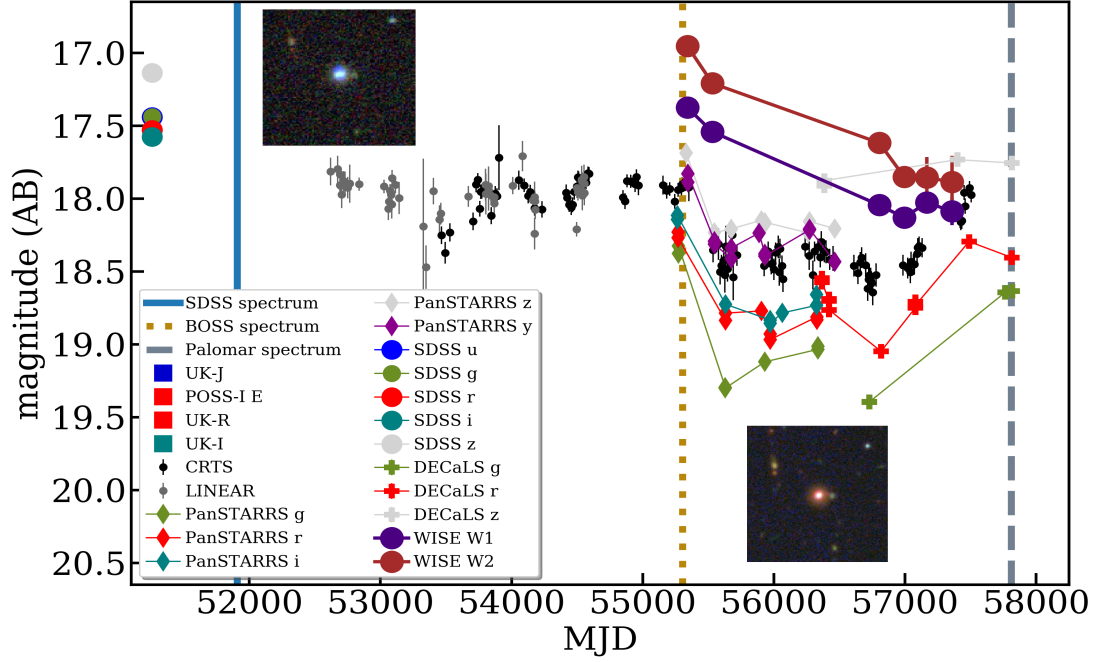 magnitude (AB)
17.0
17.5
18.0
18.5
19.0
19.5
20.0
20.5
SDSS spectrum
BOSS spectrum
Palomar spectrum
UK-J
POSS-I E
UK-R
UK-I
CRTS
LINEAR
PanSTARRS g
PanSTARRS r
PanSTARRS i
PanSTARRS z
PanSTARRS y
SDSS u
SDSS g
SDSS r
SDSS i
SDSS z
DECaLS g
DECaLS r
DECaLS z
WISE W1
WISE W2
52000 53000 54000 55000 56000 57000 58000
MJD